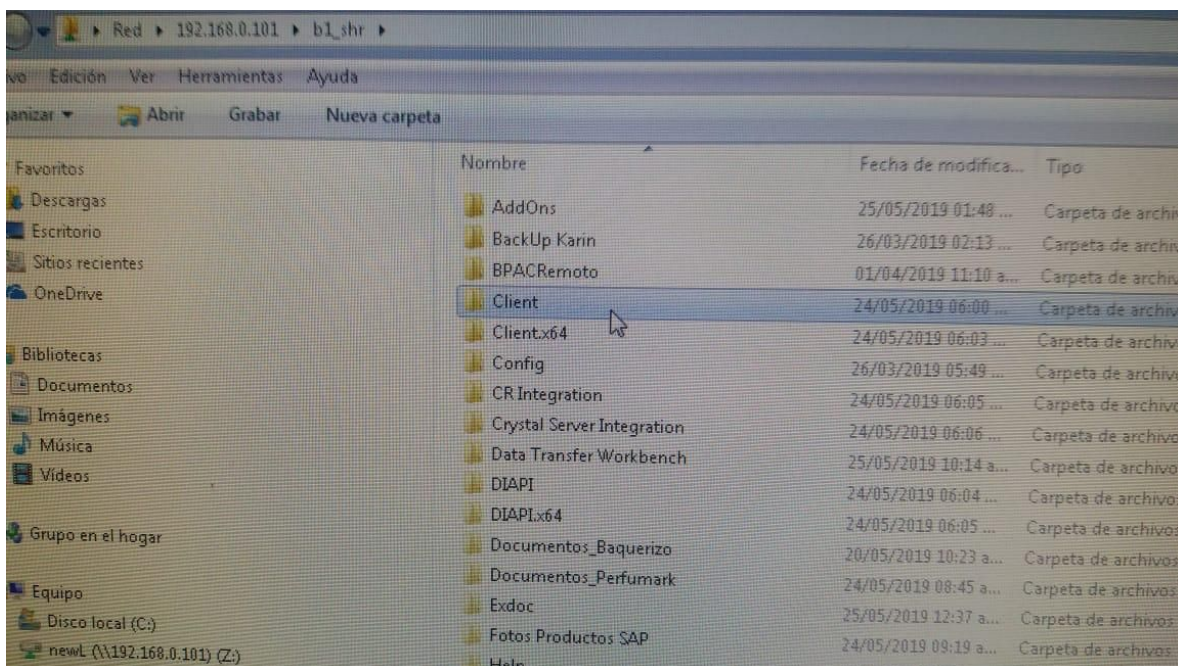 Red ▸ 192.168.0.101 ▸ b1_shr ▸
Edición Ver Herramientas Ayuda
Abrir Grabar Nueva carpeta
Favoritos
Descargas
Escritorio
Sitios recientes
OneDrive
Bibliotecas
Documentos
Imágenes
Música
Vídeos
Grupo en el hogar
Equipo
Disco local (C:)
newL (\\192.168.0.101) (Z:)
Nombre Fecha de modifica... Tipo
AddOns 25/05/2019 01:48 ... Carpeta de archiv
BackUp Karin 26/03/2019 02:13 ... Carpeta de archiv
BPACRemoto 01/04/2019 11:10 a... Carpeta de archiv
Client 24/05/2019 06:00 ... Carpeta de archiv
Client.x64 24/05/2019 06:03 ... Carpeta de archiv
Config 26/03/2019 05:49 ... Carpeta de archivo
CR Integration 24/05/2019 06:05 ... Carpeta de archivo
Crystal Server Integration 24/05/2019 06:06 ... Carpeta de archivo
Data Transfer Workbench 25/05/2019 10:14 a... Carpeta de archivo
DIAPI 24/05/2019 06:04 ... Carpeta de archivos
DIAPI.x64 24/05/2019 06:05 ... Carpeta de archivos
Documentos_Baquerizo 20/05/2019 10:23 a... Carpeta de archivos
Documentos_Perfumark 24/05/2019 08:45 a... Carpeta de archivos
Exdoc 25/05/2019 12:37 a... Carpeta de archivos
Fotos Productos SAP 24/05/2019 09:19 a... Carpeta de archivos
Help